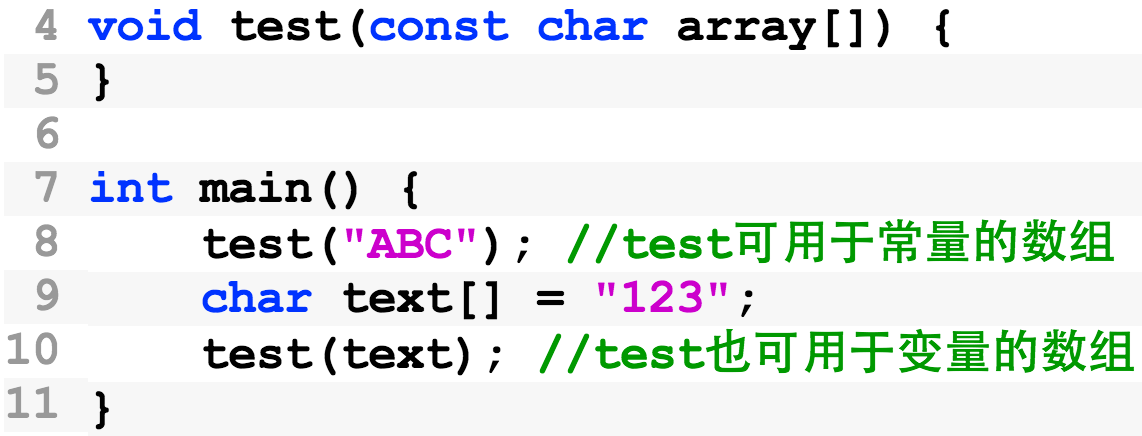 4 void test(const char array[]) {
5 }
6
7 int main() {
8     test("ABC"); //test可用于常量的数组
9     char text[] = "123";
10     test(text); //test也可用于变量的数组
11 }